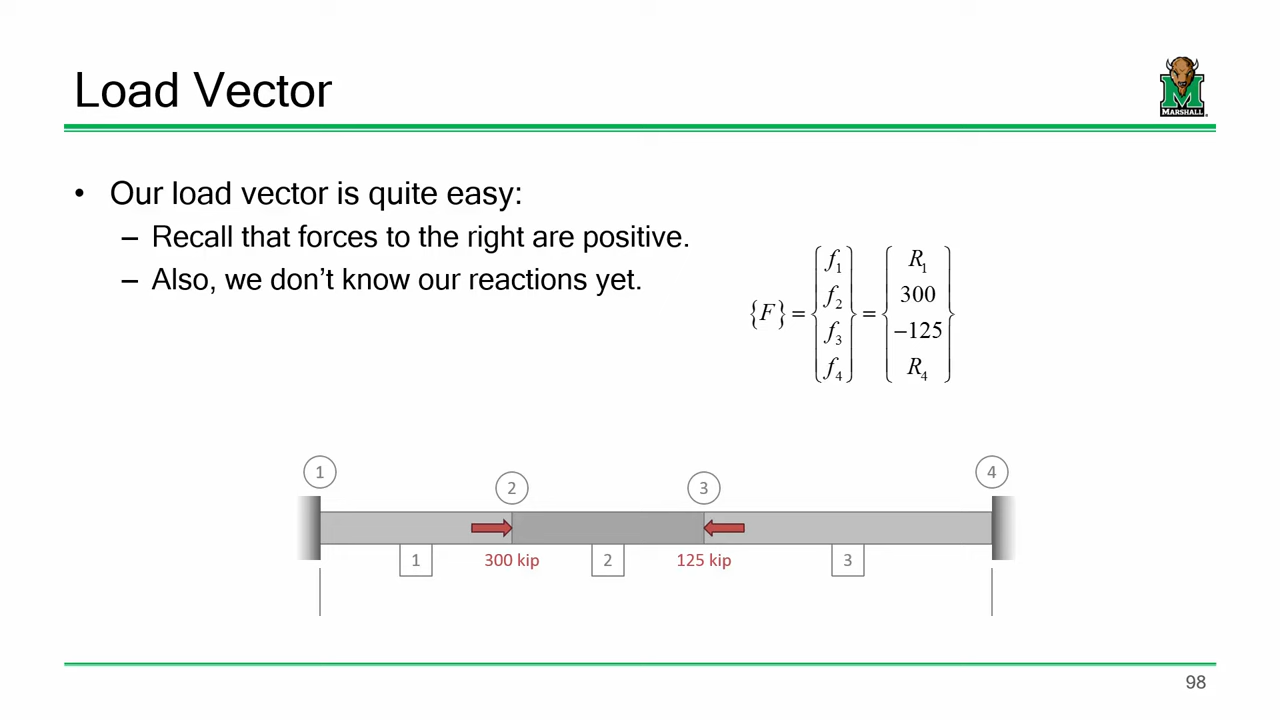 Load Vector
MARSHALL
• Our load vector is quite easy:
– Recall that forces to the right are positive.
– Also, we don’t know our reactions yet.
{F} = {f1 f2 f3 f4} = {R1 300 −125 R4}
1 2 3 4
300 kip 125 kip
1 2 3
98